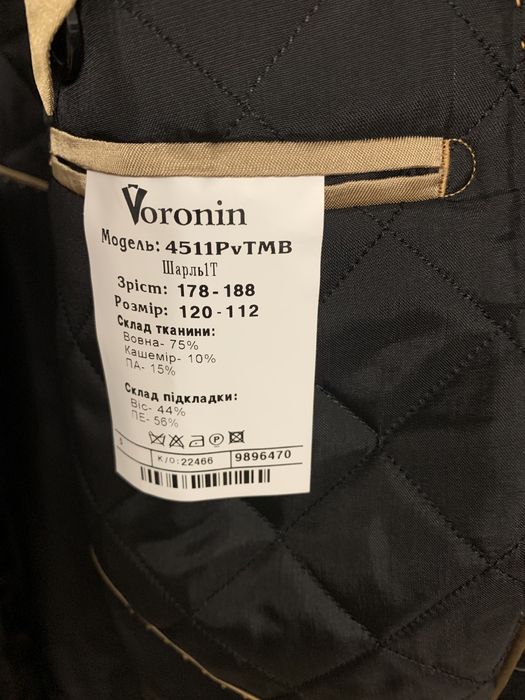 Voronin
Модель: 4511PvTMB
Шарль1Т
Зріст: 178-188
Розмір: 120-112
Склад тканини:
Вовна- 75%
Кашемір- 10%
ПА- 15%
Склад підкладки:
Віс- 44%
ПЕ- 56%
К/О:22466 9896470